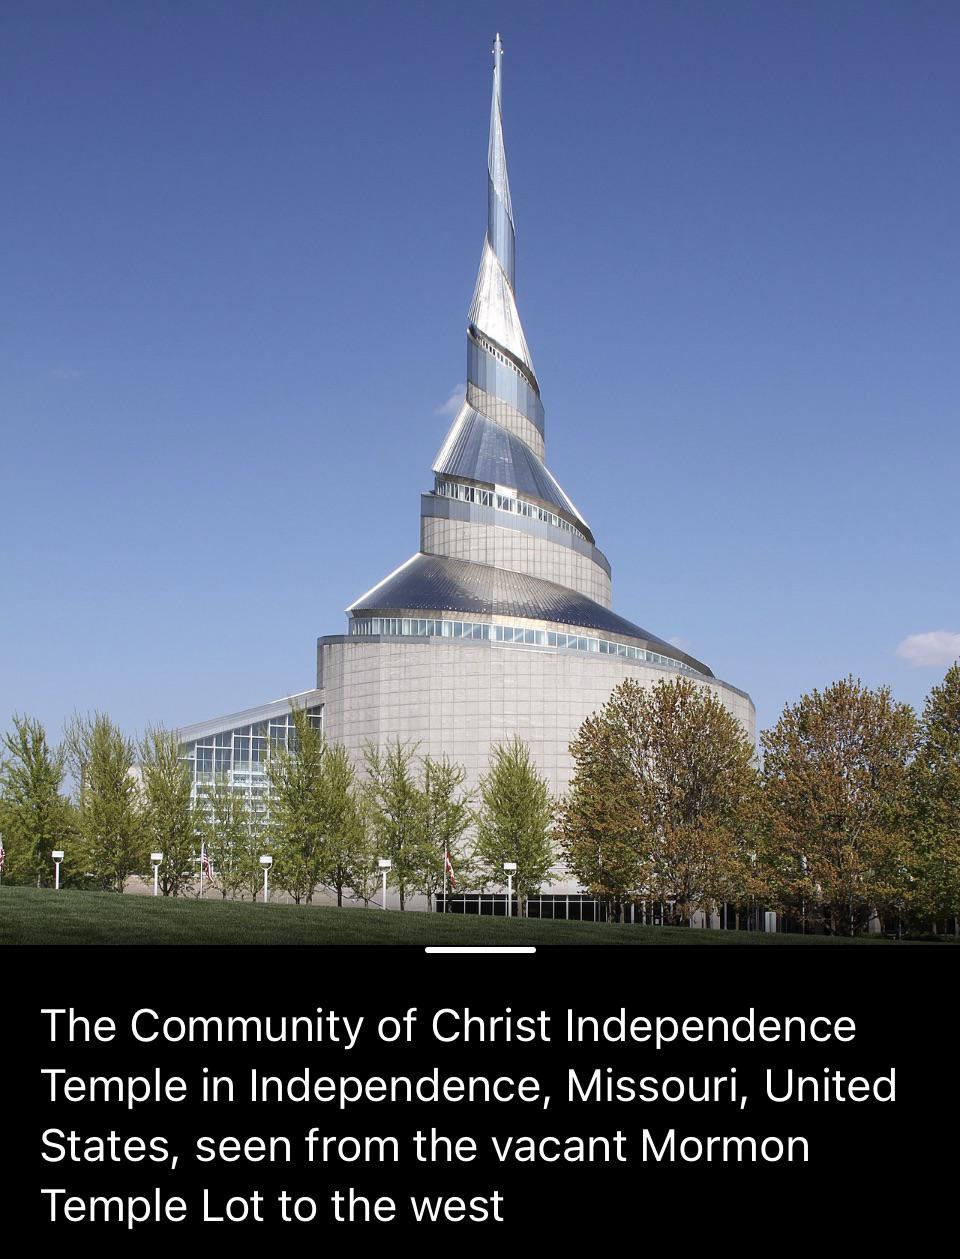 The Community of Christ Independence
Temple in Independence, Missouri, United
States, seen from the vacant Mormon
Temple Lot to the west